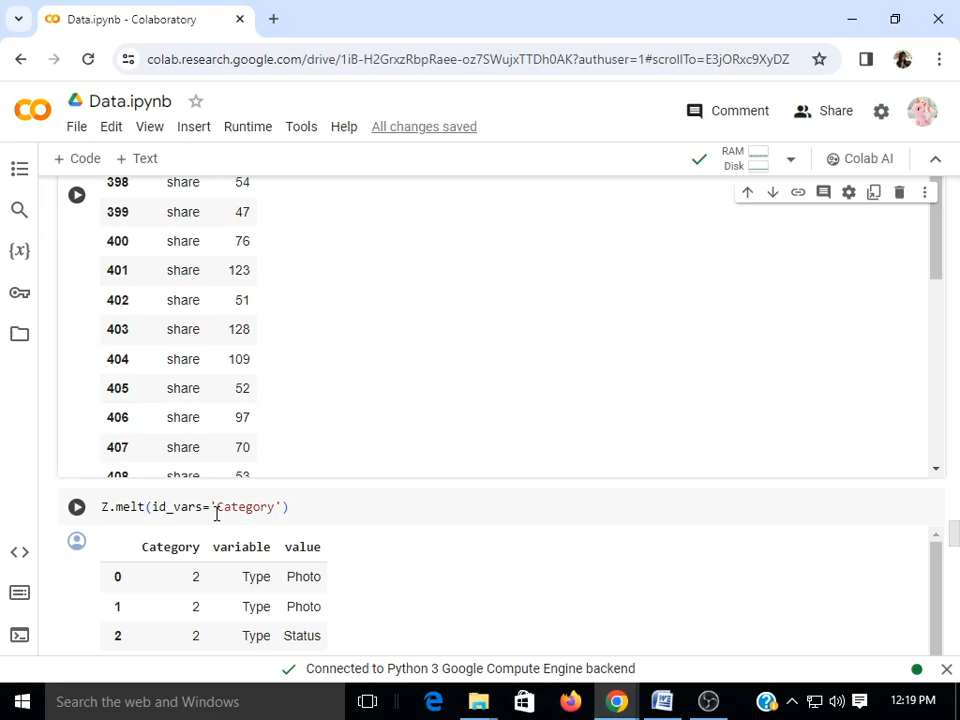 Data.ipynb - Colaboratory
colab.research.google.com/drive/1iB-H2GrxzRbpRaee-oz7SWujxTTDh0AK?authuser=1#scrollTo=E3jORxc9XyDZ
Data.ipynb
Comment Share
File Edit View Insert Runtime Tools Help All changes saved
+ Code + Text RAM Disk Colab AI
398 share 54
399 share 47
400 share 76
401 share 123
402 share 51
403 share 128
404 share 109
405 share 52
406 share 97
407 share 70
408 share 53
Z.melt(id_vars='Category')
Category variable value
0 2 Type Photo
1 2 Type Photo
2 2 Type Status
Connected to Python 3 Google Compute Engine backend
Search the web and Windows 12:19 PM